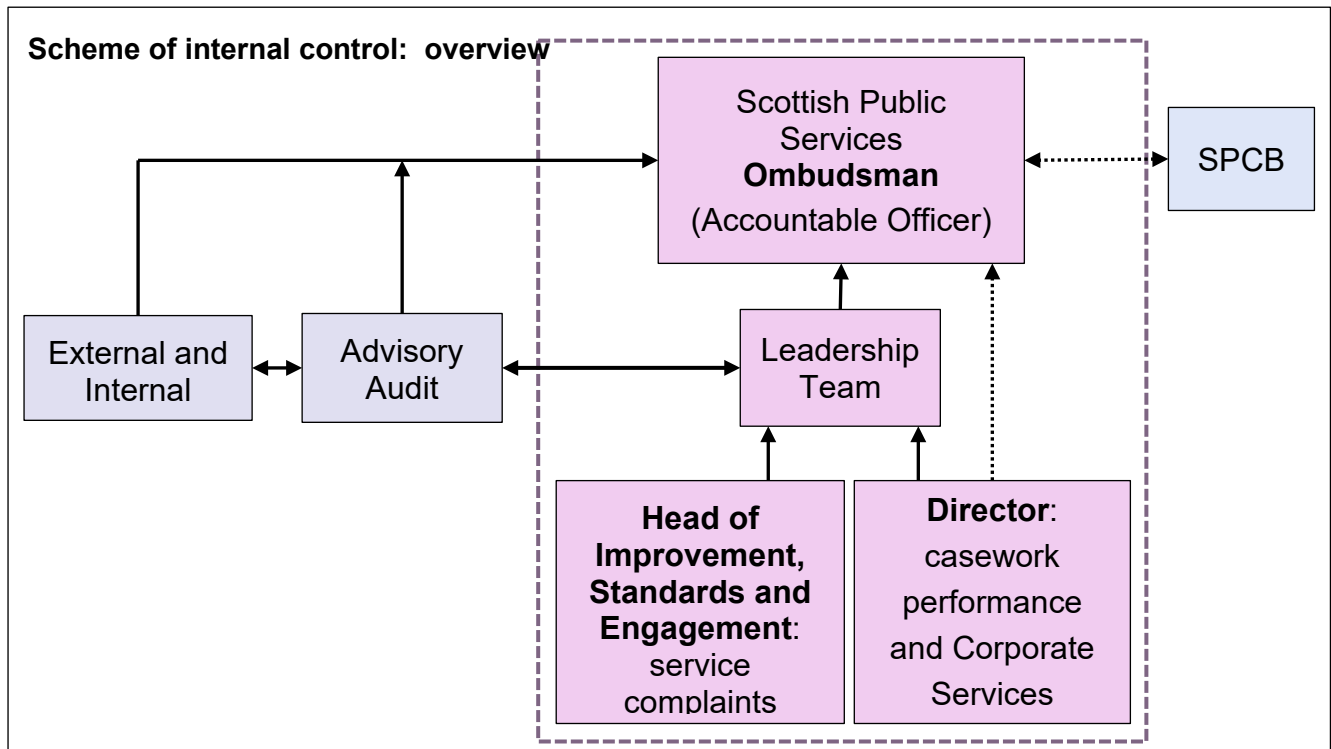 Scheme of internal control: overview
Scottish Public
Services
Ombudsman
(Accountable Officer)
SPCB
External and
Internal
Advisory
Audit
Leadership
Team
Head of
Improvement,
Standards and
Engagement:
service
complaints
Director:
casework
performance
and Corporate
Services